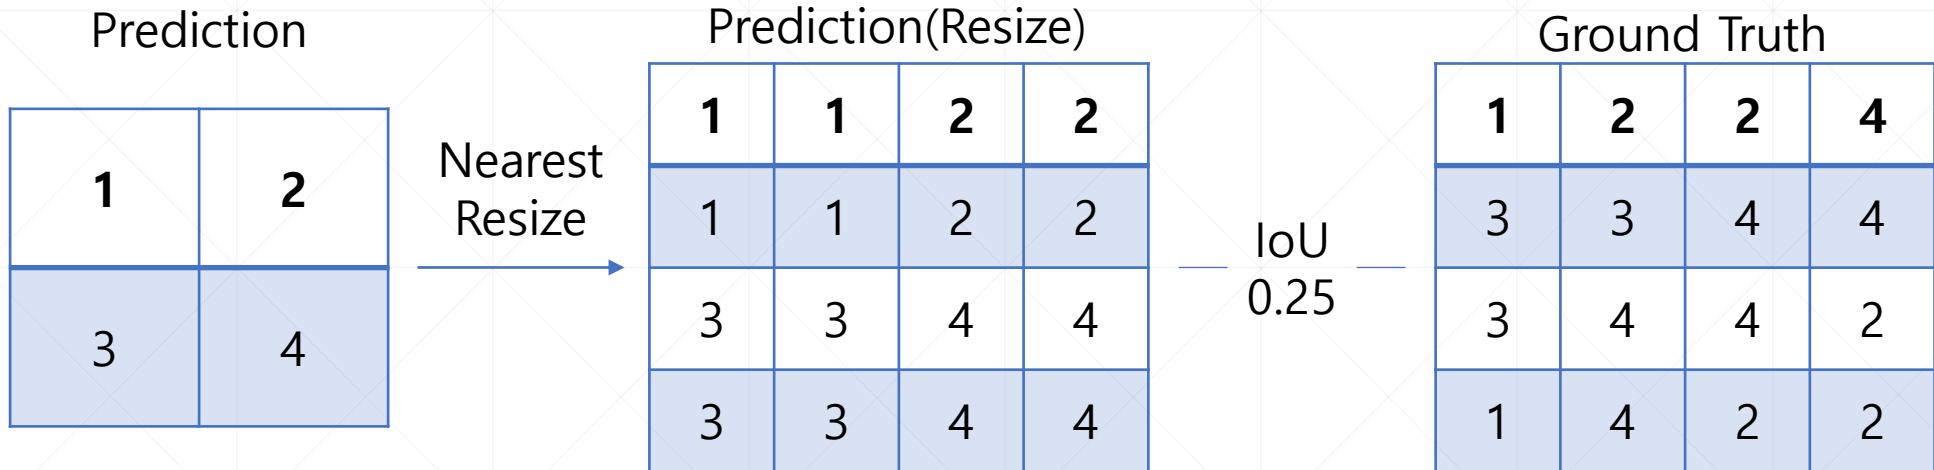 Prediction
1 2
3 4
Nearest
Resize
Prediction(Resize)
1 1 2 2
1 1 2 2
3 3 4 4
3 3 4 4
IoU
0.25
Ground Truth
1 2 2 4
3 3 4 4
3 4 4 2
1 4 2 2